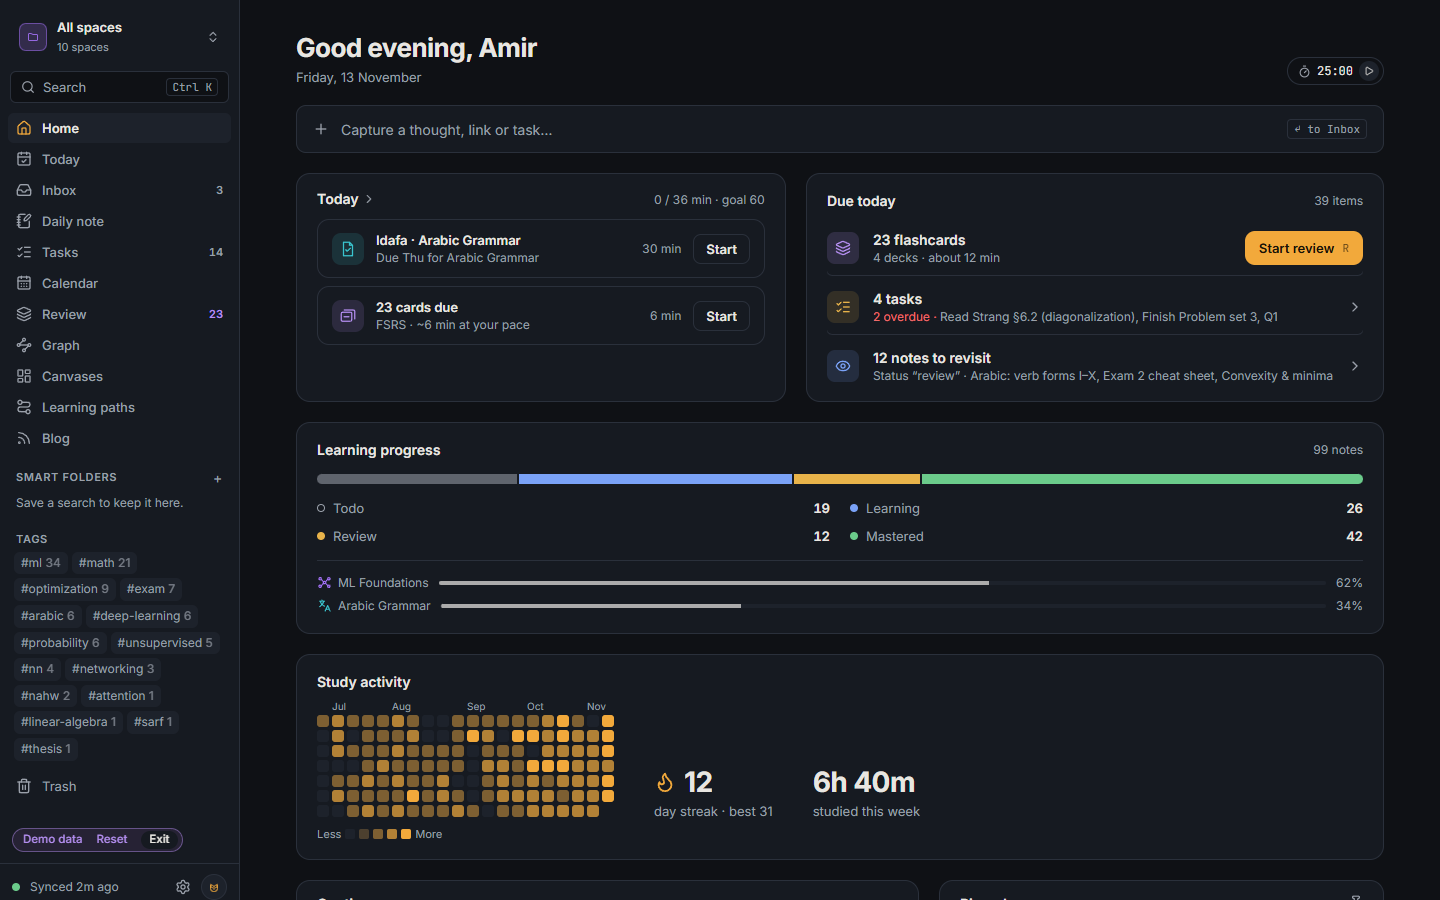 All spaces
10 spaces
Search Ctrl K
Home
Today
Inbox 3
Daily note
Tasks 14
Calendar
Review 23
Graph
Canvases
Learning paths
Blog
SMART FOLDERS +
Save a search to keep it here.
TAGS
#ml 34 #math 21
#optimization 9 #exam 7
#arabic 6 #deep-learning 6
#probability 6 #unsupervised 5
#nn 4 #networking 3
#nahw 2 #attention 1
#linear-algebra 1 #sarf 1
#thesis 1
Trash
Demo data Reset Exit
Synced 2m ago
Good evening, Amir
Friday, 13 November
25:00
Capture a thought, link or task...
↵ to Inbox
Today
0 / 36 min · goal 60
Idafa · Arabic Grammar
Due Thu for Arabic Grammar
30 min Start
23 cards due
FSRS · ~6 min at your pace
6 min Start
Due today
39 items
23 flashcards
4 decks · about 12 min
Start review R
4 tasks
2 overdue · Read Strang §6.2 (diagonalization), Finish Problem set 3, Q1
12 notes to revisit
Status “review” · Arabic: verb forms I–X, Exam 2 cheat sheet, Convexity & minima
Learning progress
99 notes
Todo 19
Learning 26
Review 12
Mastered 42
ML Foundations 62%
Arabic Grammar 34%
Study activity
Jul Aug Sep Oct Nov
Less More
12
day streak · best 31
6h 40m
studied this week